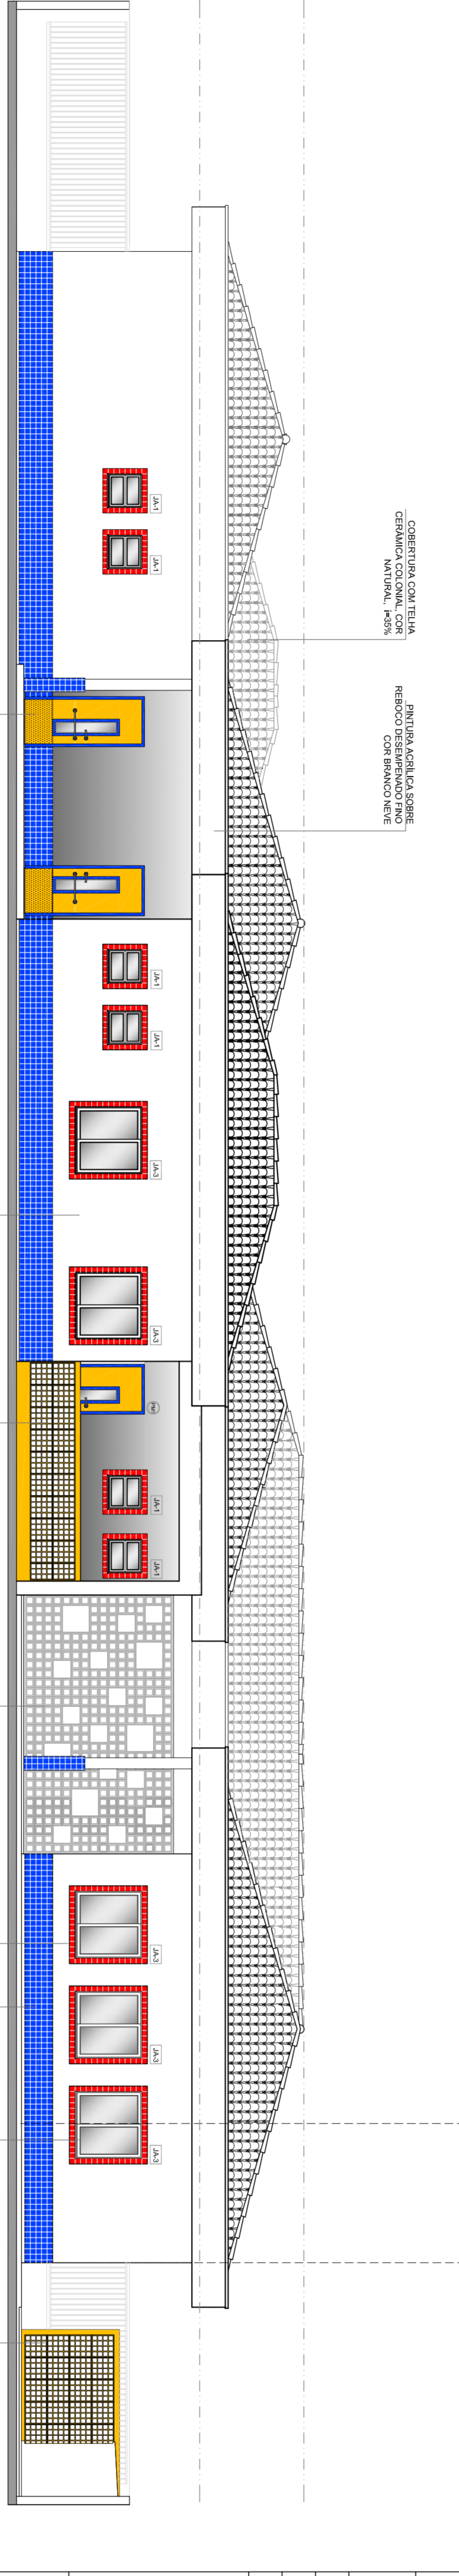 COBERTURA COM TELHA
CERÂMICA COLONIAL, COR
NATURAL, i=35%
PINTURA ACRÍLICA SOBRE
REBOCO DESEMPENADO FINO
COR BRANCO NEVE
JA-1
JA-1
JA-1
JA-1
JA-3
JA-3
JA-1
JA-1
JA-3
JA-3
JA-3